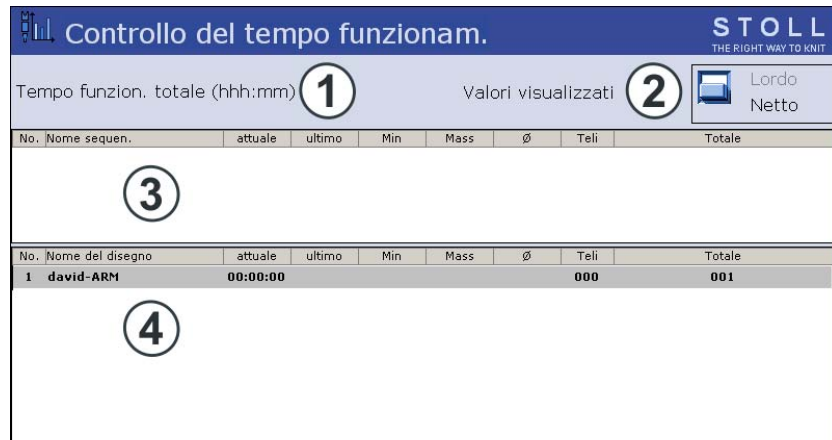 Controllo del tempo funzionam.
STOLL
THE RIGHT WAY TO KNIT
Tempo funzion. totale (hhh:mm) 1 Valori visualizzati 2 Lordo
Netto
No. Nome sequen. attuale ultimo Min Mass Ø Teli Totale
3
No. Nome del disegno attuale ultimo Min Mass Ø Teli Totale
1 david-ARM 00:00:00 000 001
4